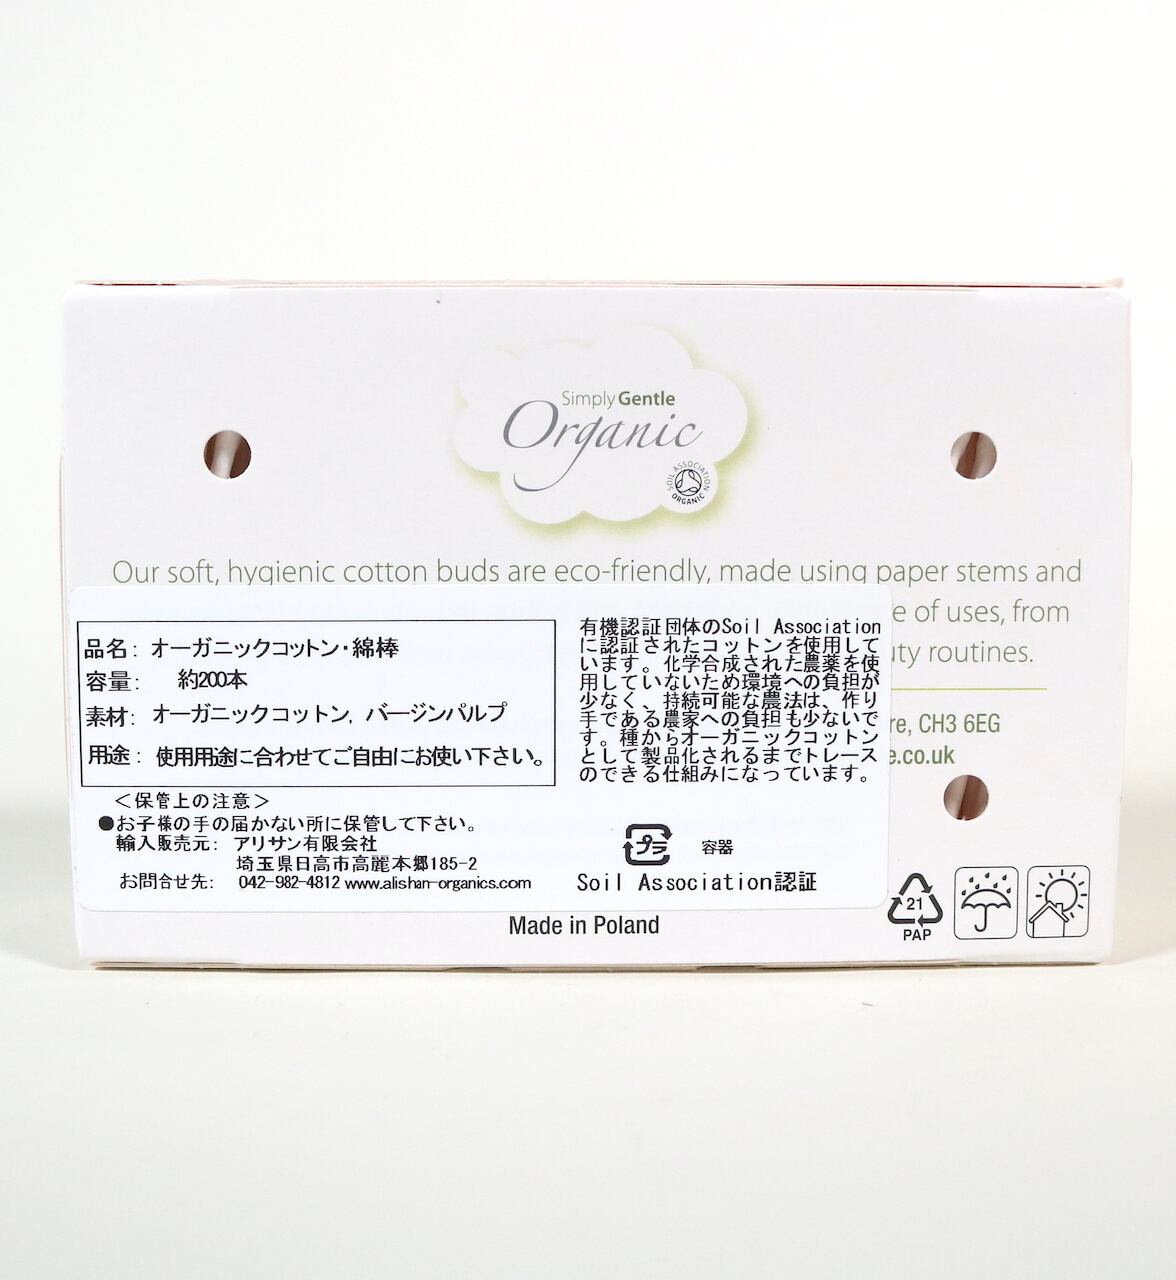 Simply Gentle
Organic
SOIL ASSOCIATION
ORGANIC
Our soft, hygienic cotton buds are eco-friendly, made using paper stems and
of uses, from
routines.
CH3 6EG
.co.uk
品名: オーガニックコットン・綿棒
容量: 約200本
素材: オーガニックコットン, バージンパルプ
用途: 使用用途に合わせてご自由にお使い下さい。
＜保管上の注意＞
●お子様の手の届かない所に保管して下さい。
輸入販売元: アリサン有限会社
埼玉県日高市高麗本郷185-2
お問合せ先: 042-982-4812 www.alishan-organics.com
有機認証団体のSoil Association
に認証されたコットンを使用して
います。化学合成された農薬を使
用していないため環境への負担が
少なく、持続可能な農法は、作り
手である農家への負担も少ないで
す。種からオーガニックコットン
として製品化されるまでトレース
のできる仕組みになっています。
プラ 容器
Soil Association認証
Made in Poland
21
PAP